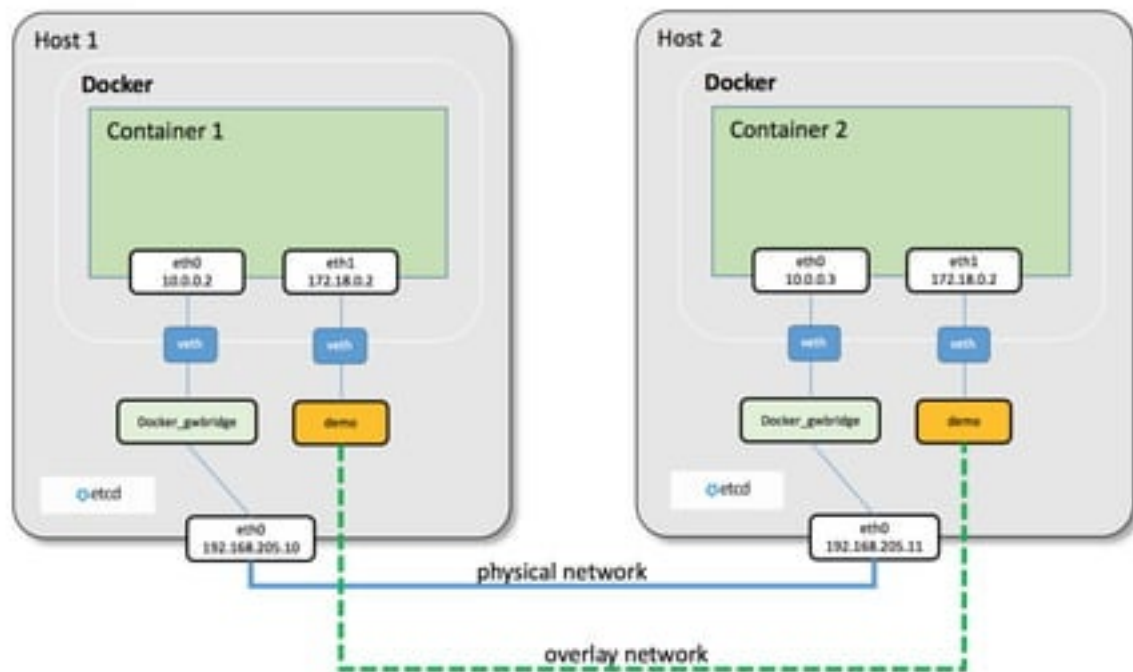 Host 1
Docker
Container 1
eth0
10.0.0.2
eth1
172.18.0.2
veth
veth
Docker_gwbridge
demo
etcd
eth0
192.168.205.10
Host 2
Docker
Container 2
eth0
10.0.0.3
eth1
172.18.0.2
veth
veth
Docker_gwbridge
demo
etcd
eth0
192.168.205.11
physical network
overlay network